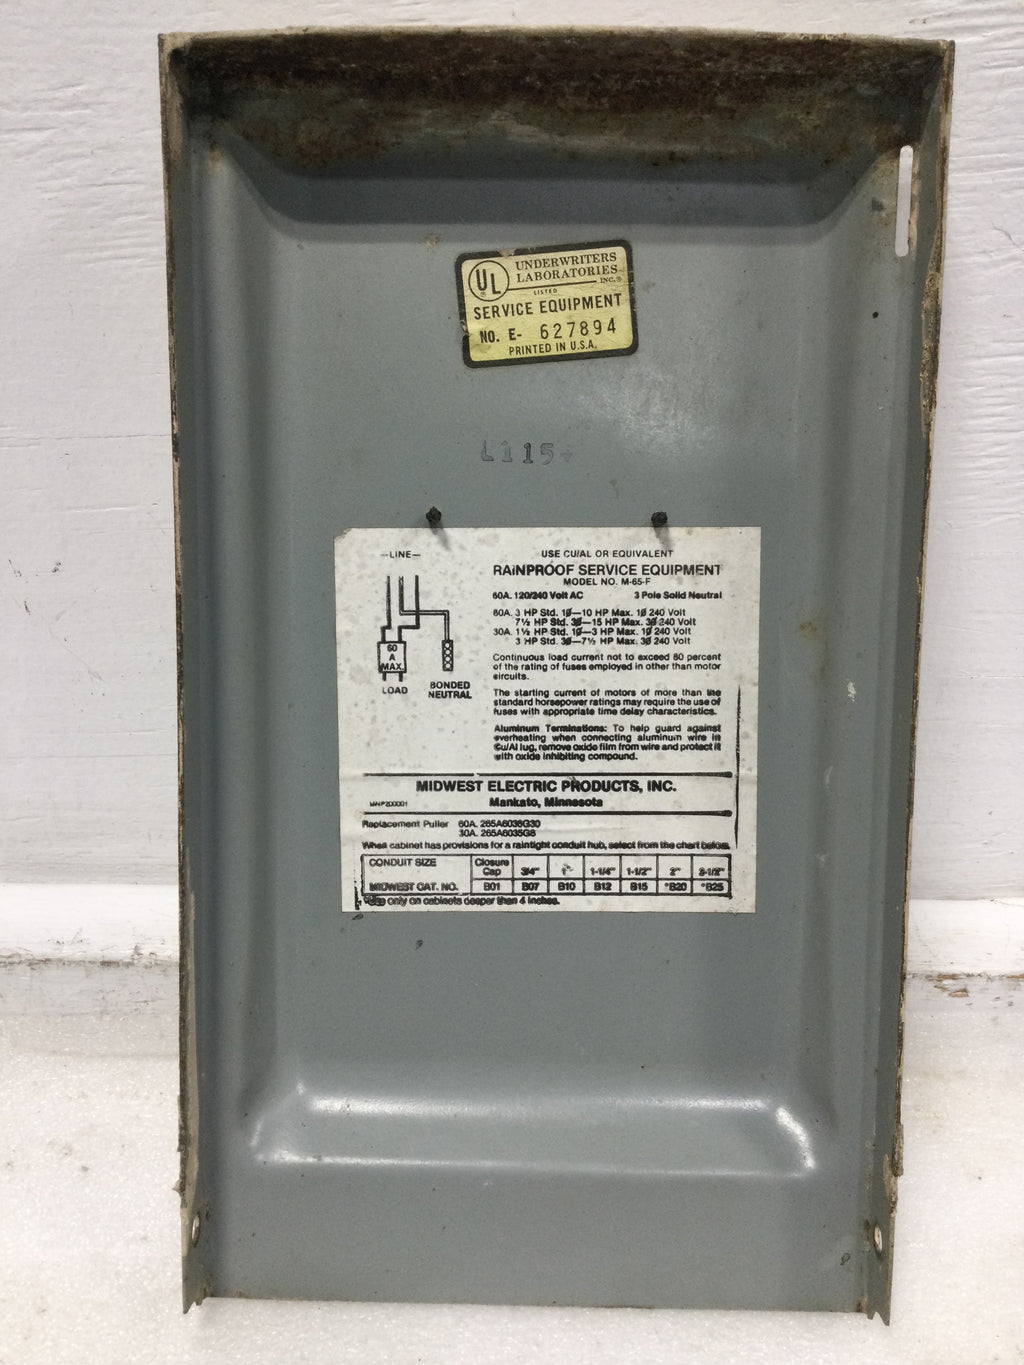 UL
®
UNDERWRITERS
LABORATORIES INC.®
LISTED
SERVICE EQUIPMENT
NO. E- 627894
PRINTED IN U.S.A.
L115
—LINE—
60
A
MAX.
LOAD
BONDED
NEUTRAL
USE CU/AL OR EQUIVALENT
RAINPROOF SERVICE EQUIPMENT
MODEL NO. M-65-F
60A. 120/240 Volt AC 3 Pole Solid Neutral
60A. 3 HP Std. 1Ø—10 HP Max. 1Ø 240 Volt
7½ HP Std. 3Ø—15 HP Max. 3Ø 240 Volt
30A. 1½ HP Std. 1Ø—3 HP Max. 1Ø 240 Volt
3 HP Std. 3Ø—7½ HP Max. 3Ø 240 Volt
Continuous load current not to exceed 80 percent
of the rating of fuses employed in other than motor
circuits.
The starting current of motors of more than the
standard horsepower ratings may require the use of
fuses with appropriate time delay characteristics.
Aluminum Terminations: To help guard against
overheating when connecting aluminum wire in
Cu/Al lug, remove oxide film from wire and protect it
with oxide inhibiting compound.
MIDWEST ELECTRIC PRODUCTS, INC.
Mankato, Minnesota
Replacement Puller 60A. 265A6036G30
30A. 265A6035G8
When cabinet has provisions for a raintight conduit hub, select from the chart below.
CONDUIT SIZE Closure Cap 3/4" 1" 1-1/4" 1-1/2" 2" 2-1/2"
MIDWEST CAT. NO. B01 B07 B10 B12 B15 *B20 *B25
*Use only on cabinets deeper than 4 inches.